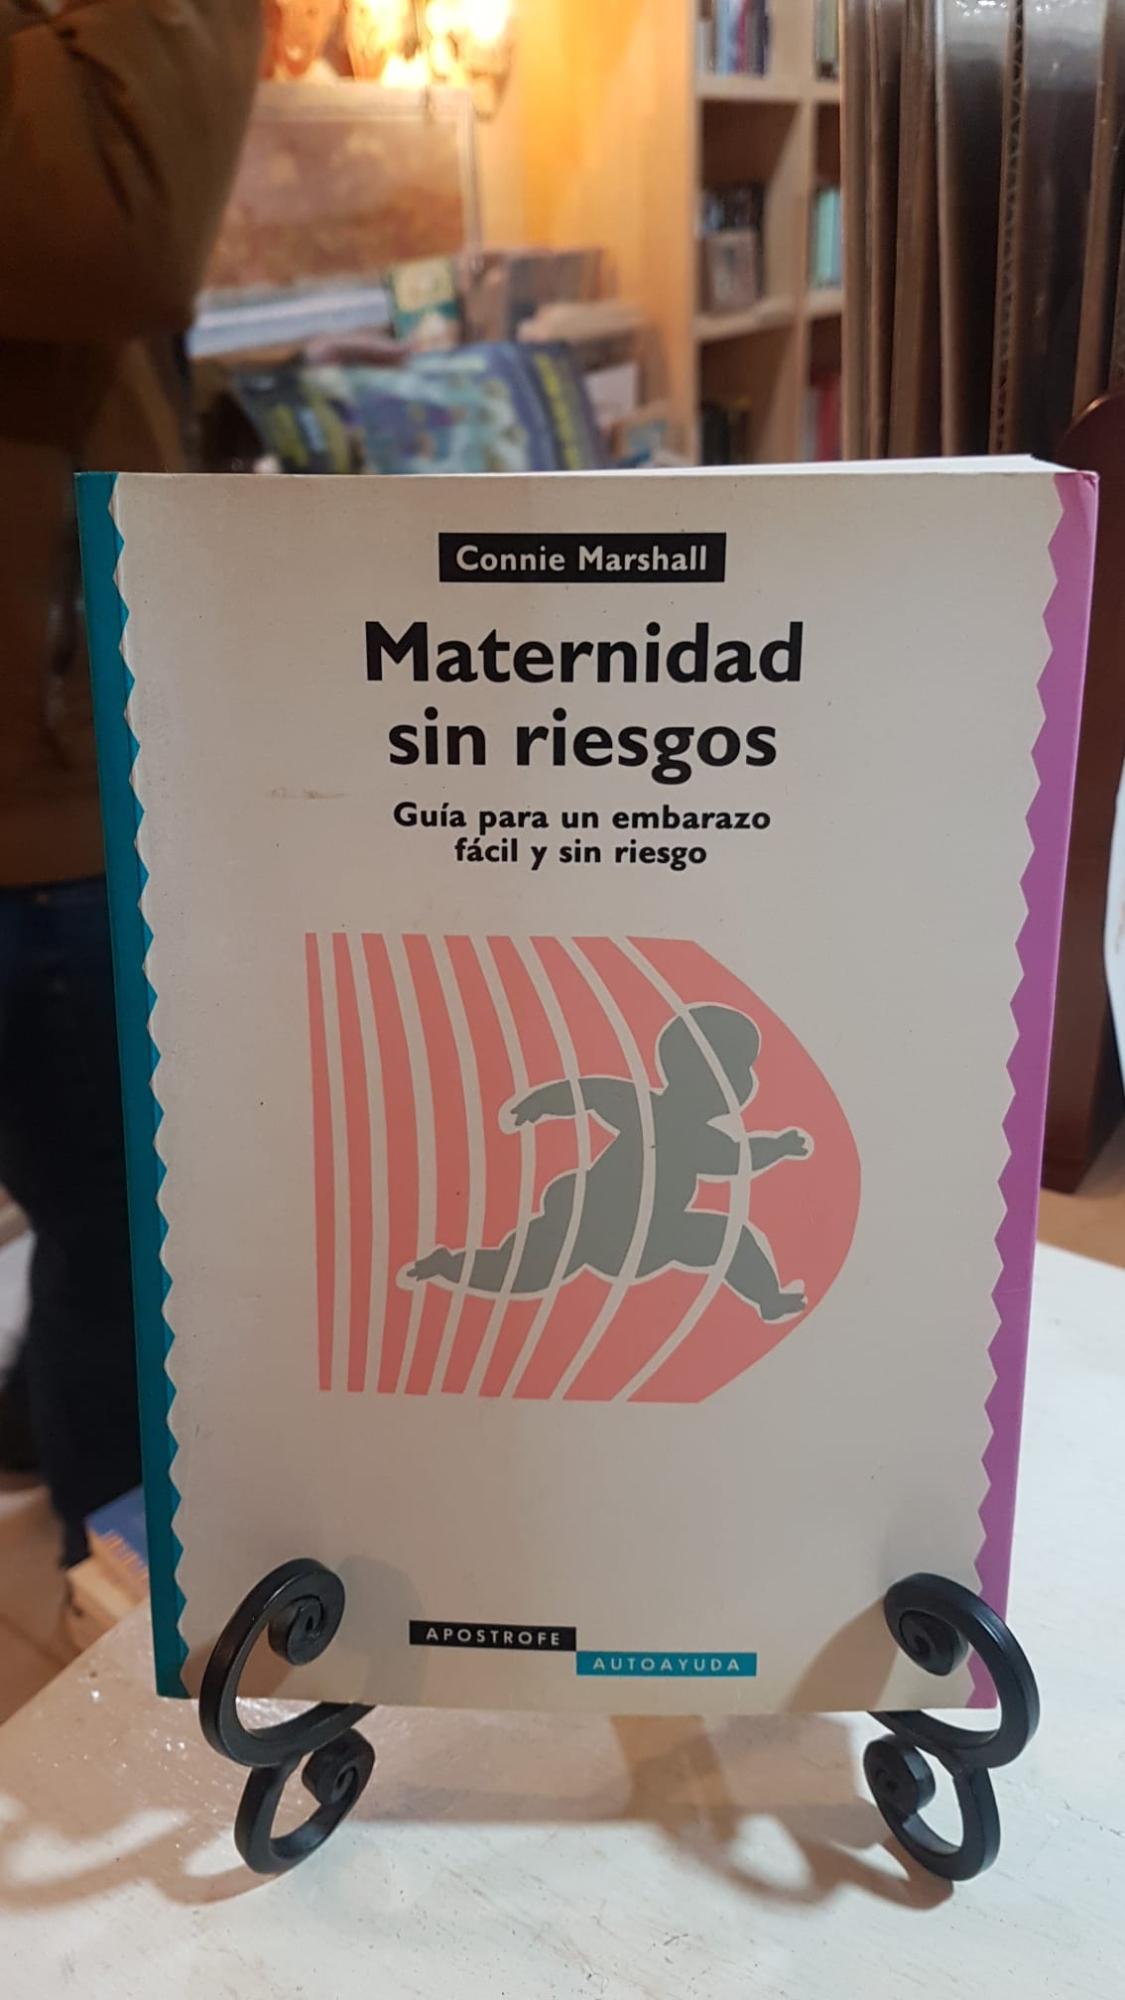 Connie Marshall
Maternidad
sin riesgos
Guía para un embarazo
fácil y sin riesgo
APOSTROFE
AUTOAYUDA